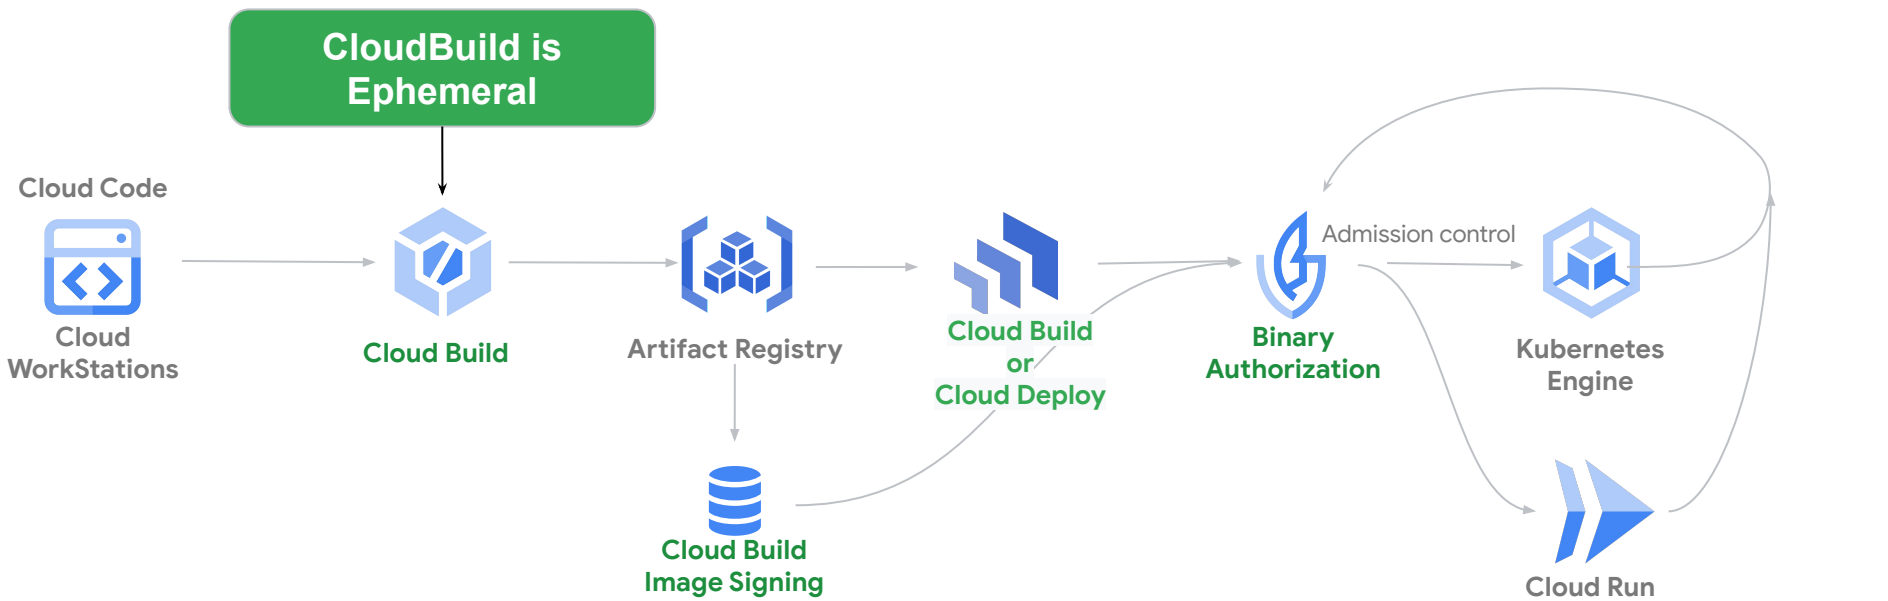 CloudBuild is
Ephemeral
Cloud Code
Cloud
WorkStations
Cloud Build
Artifact Registry
Cloud Build
Image Signing
Cloud Build
or
Cloud Deploy
Binary
Authorization
Admission control
Kubernetes
Engine
Cloud Run